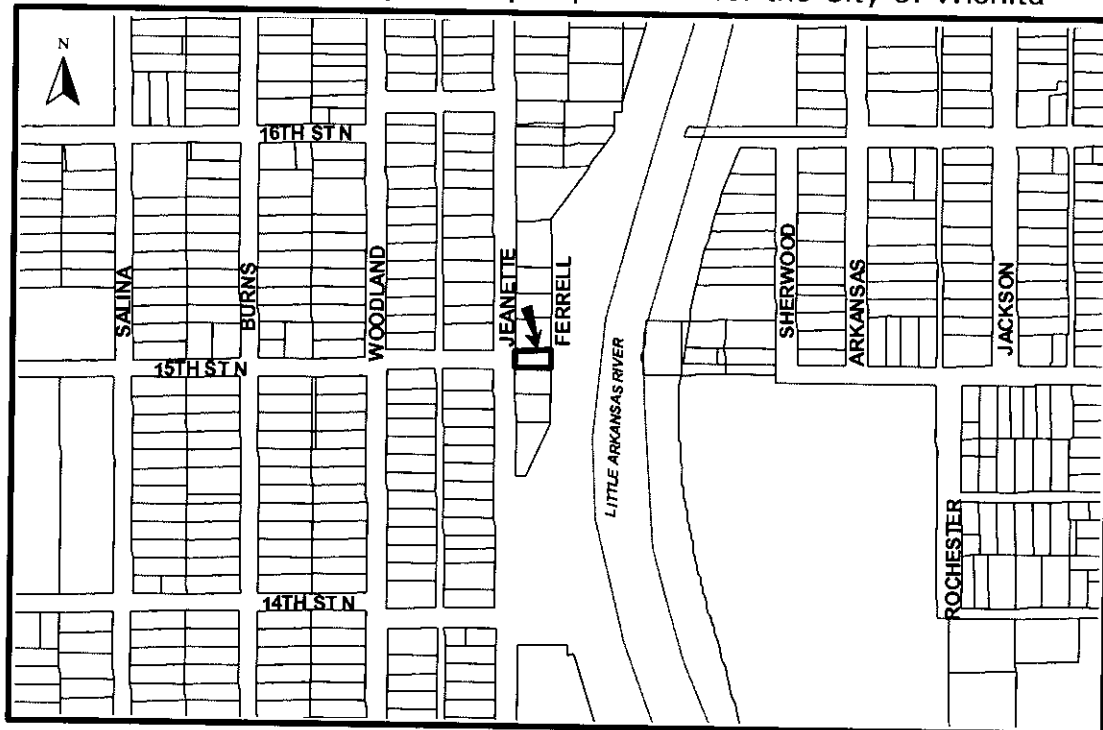 the City of Wichita
N
16TH ST N
SALINA
BURNS
WOODLAND
JEANETTE
FERRELL
SHERWOOD
ARKANSAS
JACKSON
15TH ST N
LITTLE ARKANSAS RIVER
ROCHESTER
14TH ST N